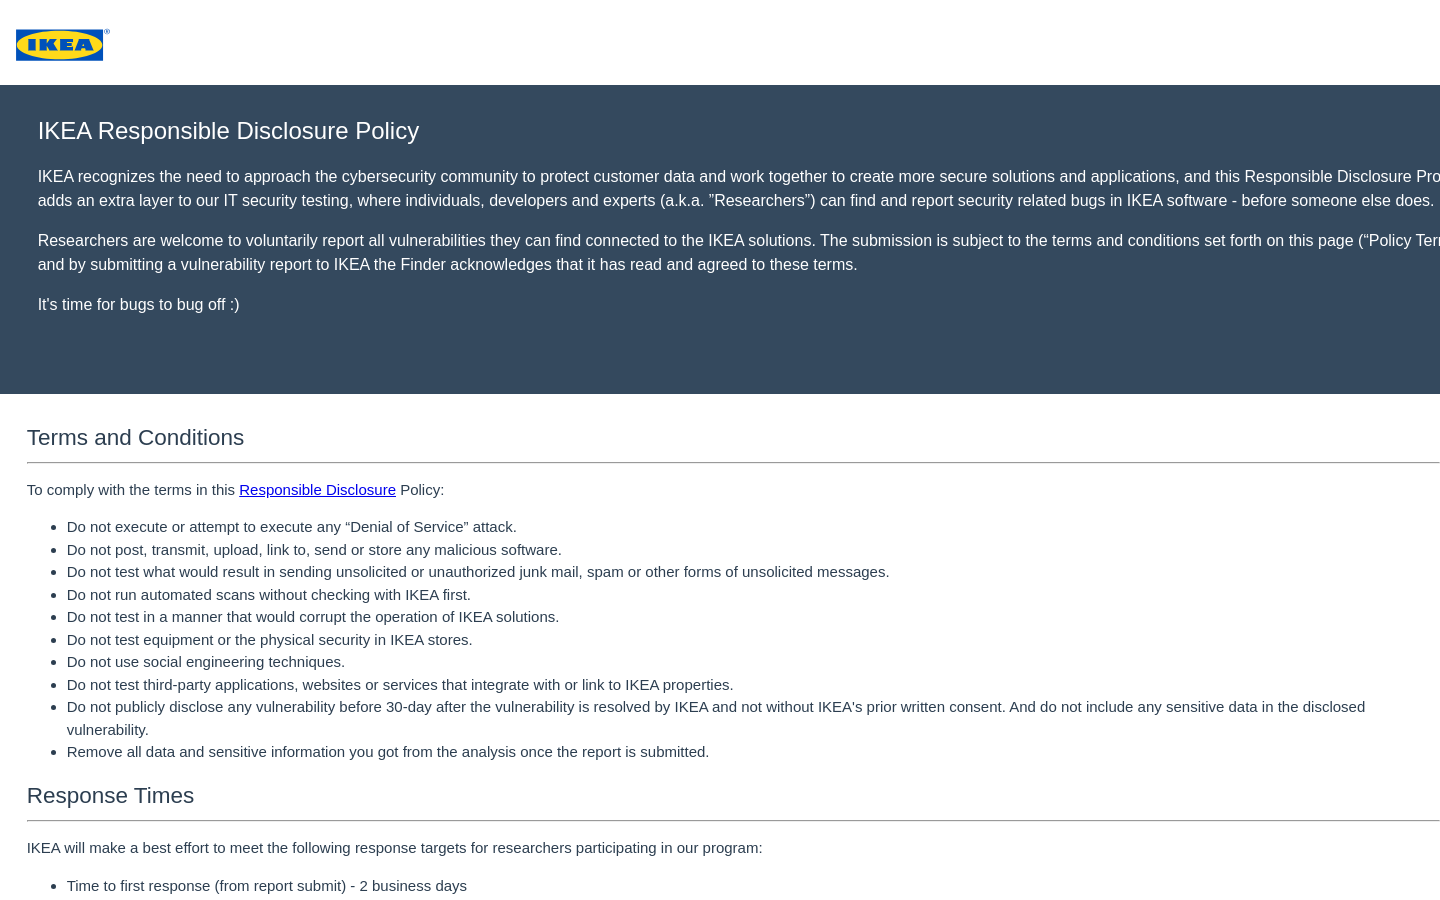 IKEA®
IKEA Responsible Disclosure Policy
IKEA recognizes the need to approach the cybersecurity community to protect customer data and work together to create more secure solutions and applications, and this Responsible Disclosure
adds an extra layer to our IT security testing, where individuals, developers and experts (a.k.a. ”Researchers”) can find and report security related bugs in IKEA software - before someone else does.
Researchers are welcome to voluntarily report all vulnerabilities they can find connected to the IKEA solutions. The submission is subject to the terms and conditions set forth on this page (“Policy
and by submitting a vulnerability report to IKEA the Finder acknowledges that it has read and agreed to these terms.
It's time for bugs to bug off :)
Terms and Conditions
To comply with the terms in this Responsible Disclosure Policy:
Do not execute or attempt to execute any “Denial of Service” attack.
Do not post, transmit, upload, link to, send or store any malicious software.
Do not test what would result in sending unsolicited or unauthorized junk mail, spam or other forms of unsolicited messages.
Do not run automated scans without checking with IKEA first.
Do not test in a manner that would corrupt the operation of IKEA solutions.
Do not test equipment or the physical security in IKEA stores.
Do not use social engineering techniques.
Do not test third-party applications, websites or services that integrate with or link to IKEA properties.
Do not publicly disclose any vulnerability before 30-day after the vulnerability is resolved by IKEA and not without IKEA's prior written consent. And do not include any sensitive data in the disclosed
vulnerability.
Remove all data and sensitive information you got from the analysis once the report is submitted.
Response Times
IKEA will make a best effort to meet the following response targets for researchers participating in our program:
Time to first response (from report submit) - 2 business days